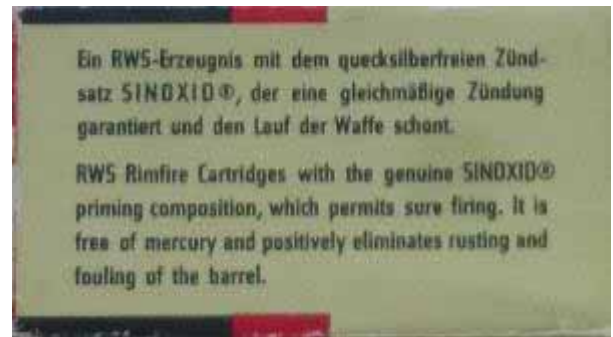 Ein RWS-Erzeugnis mit dem quecksilberfreien Zünd-
satz SINOXID®, der eine gleichmäßige Zündung
garantiert und den Lauf der Waffe schont.
RWS Rimfire Cartridges with the genuine SINOXID®
priming composition, which permits sure firing. It is
free of mercury and positively eliminates rusting and
fouling of the barrel.